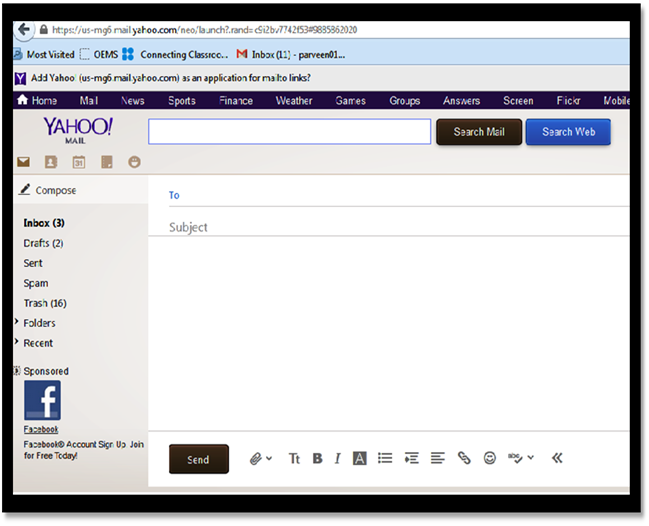 https://us-mg6.mail.yahoo.com/neo/launch?.rand=c9i2bv7742f53#9885862020
Most Visited OEMS Connecting Classroo... Inbox (11) - parveen01...
Add Yahoo! (us-mg6.mail.yahoo.com) as an application for mailto links?
Home Mail News Sports Finance Weather Games Groups Answers Screen Flickr Mobile
YAHOO!
MAIL
Search Mail Search Web
31
Compose
To
Inbox (3)
Subject
Drafts (2)
Sent
Spam
Trash (16)
Folders
Recent
Sponsored
f
Facebook
Facebook® Account Sign Up. Join
for Free Today!
Send Tt B I A abc